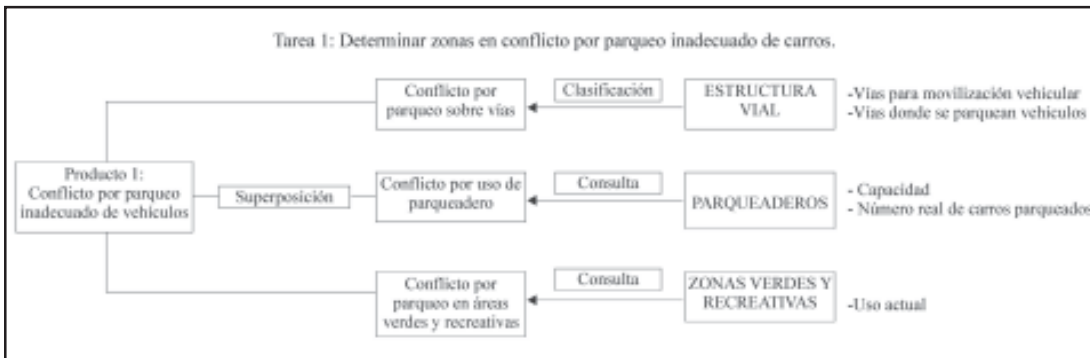 Tarea 1: Determinar zonas en conflicto por parqueo inadecuado de carros.
Conflicto por
parqueo sobre vías
Clasificación
ESTRUCTURA
VIAL
-Vías para movilización vehicular
-Vías donde se parquean vehículos
Producto 1:
Conflicto por parqueo
inadecuado de vehículos
Superposición
Conflicto por uso de
parqueadero
Consulta
PARQUEADEROS
- Capacidad
- Número real de carros parqueados
Conflicto por
parqueo en áreas
verdes y recreativas
Consulta
ZONAS VERDES Y
RECREATIVAS
-Uso actual